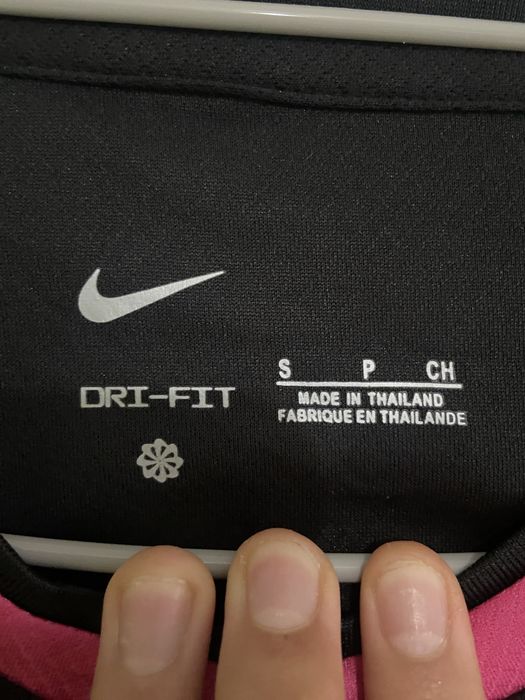 DRI-FIT
S P CH
MADE IN THAILAND
FABRIQUE EN THAILANDE